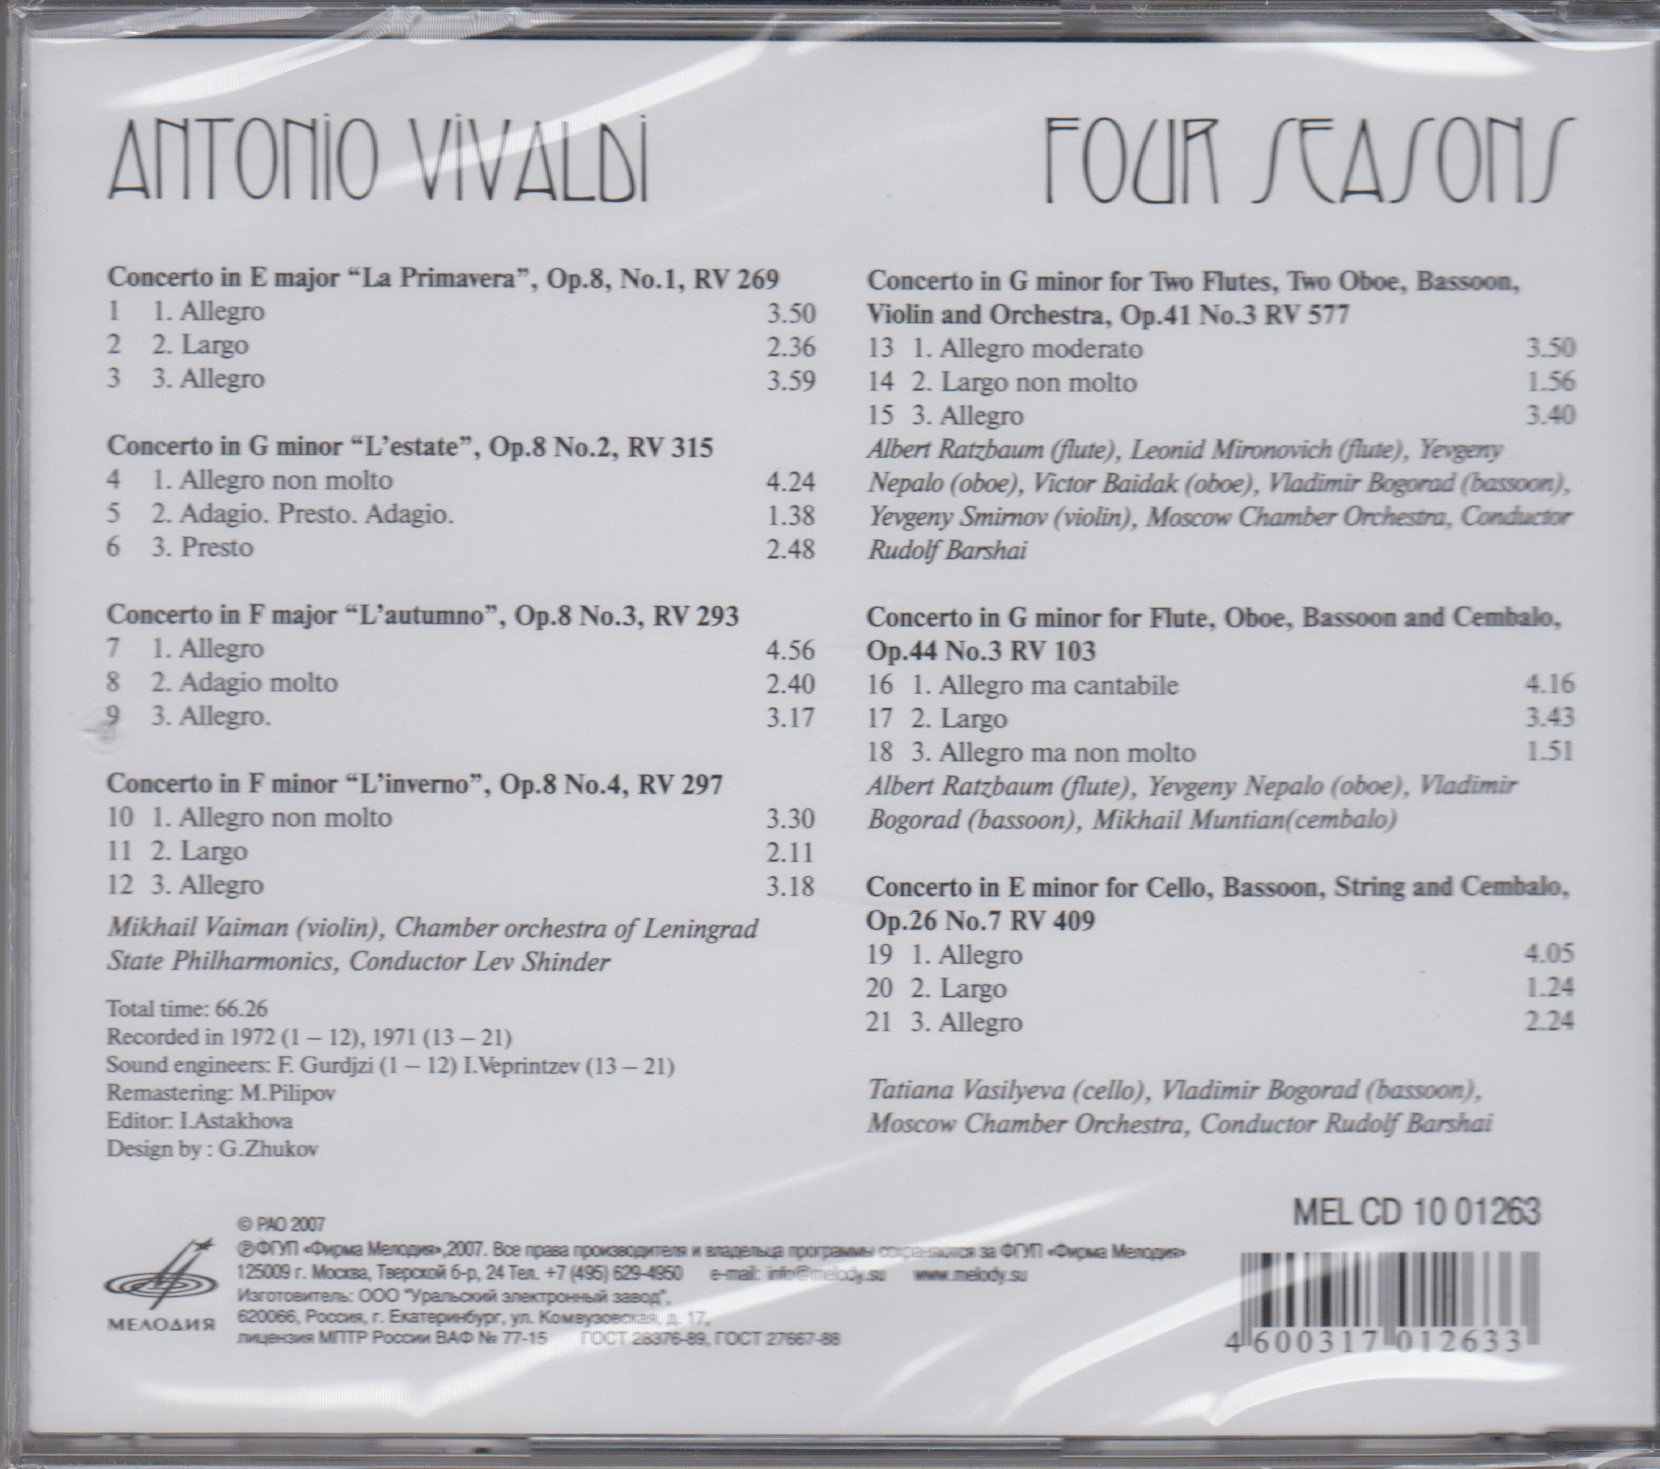 ANTONiO ViVALDi
FOUR SEASONS
Concerto in E major “La Primavera”, Op.8, No.1, RV 269
1 1. Allegro 3.50
2 2. Largo 2.36
3 3. Allegro 3.59
Concerto in G minor “L’estate”, Op.8 No.2, RV 315
4 1. Allegro non molto 4.24
5 2. Adagio. Presto. Adagio. 1.38
6 3. Presto 2.48
Concerto in F major “L’autumno”, Op.8 No.3, RV 293
7 1. Allegro 4.56
8 2. Adagio molto 2.40
9 3. Allegro. 3.17
Concerto in F minor “L’inverno”, Op.8 No.4, RV 297
10 1. Allegro non molto 3.30
11 2. Largo 2.11
12 3. Allegro 3.18
Mikhail Vaiman (violin), Chamber orchestra of Leningrad
State Philharmonics, Conductor Lev Shinder
Total time: 66.26
Recorded in 1972 (1 – 12), 1971 (13 – 21)
Sound engineers: F. Gurdjzi (1 – 12) I.Veprintzev (13 – 21)
Remastering: M.Pilipov
Editor: I.Astakhova
Design by : G.Zhukov
Concerto in G minor for Two Flutes, Two Oboe, Bassoon,
Violin and Orchestra, Op.41 No.3 RV 577
13 1. Allegro moderato 3.50
14 2. Largo non molto 1.56
15 3. Allegro 3.40
Albert Ratzbaum (flute), Leonid Mironovich (flute), Yevgeny
Nepalo (oboe), Victor Baidak (oboe), Vladimir Bogorad (bassoon),
Yevgeny Smirnov (violin), Moscow Chamber Orchestra, Conductor
Rudolf Barshai
Concerto in G minor for Flute, Oboe, Bassoon and Cembalo,
Op.44 No.3 RV 103
16 1. Allegro ma cantabile 4.16
17 2. Largo 3.43
18 3. Allegro ma non molto 1.51
Albert Ratzbaum (flute), Yevgeny Nepalo (oboe), Vladimir
Bogorad (bassoon), Mikhail Muntian(cembalo)
Concerto in E minor for Cello, Bassoon, String and Cembalo,
Op.26 No.7 RV 409
19 1. Allegro 4.05
20 2. Largo 1.24
21 3. Allegro 2.24
Tatiana Vasilyeva (cello), Vladimir Bogorad (bassoon),
Moscow Chamber Orchestra, Conductor Rudolf Barshai
МЕЛОДИЯ
© РАО 2007
℗ФГУП «Фирма Мелодия»,2007. Все права производителя и владельца программы сохраняются за ФГУП «Фирма Мелодия»
125009 г. Москва, Тверской б-р, 24 Тел. +7 (495) 629-4950 e-mail: info@melody.su www.melody.su
Изготовитель: ООО "Уральский электронный завод",
620066, Россия, г. Екатеринбург, ул. Комвузовская, д. 17,
лицензия МПТР России ВАФ № 77-15 ГОСТ 28376-89, ГОСТ 27667-88
MEL CD 10 01263
4 600317 012633